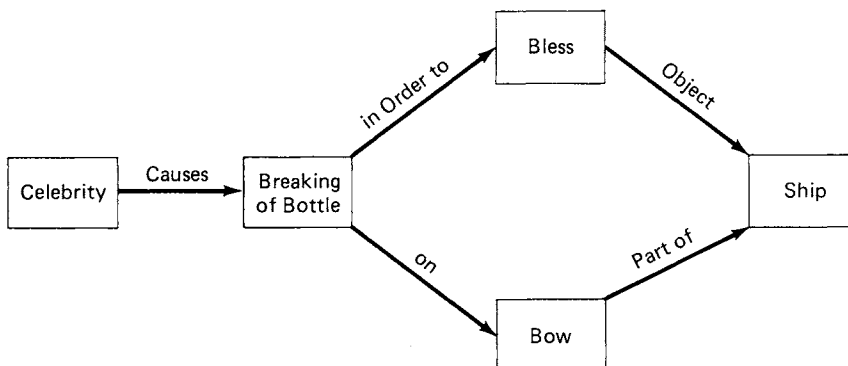 Bless
in Order to
Object
Celebrity
Causes
Breaking
of Bottle
Ship
on
Part of
Bow